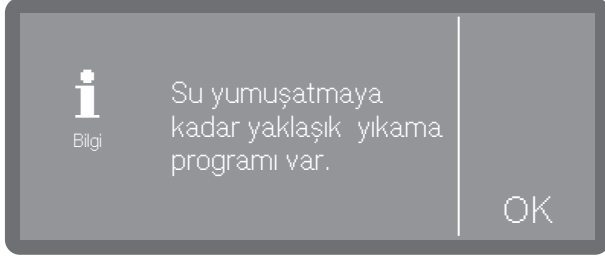 Bilgi
Su yumuşatmaya
kadar yaklaşık  yıkama
programı var.
OK